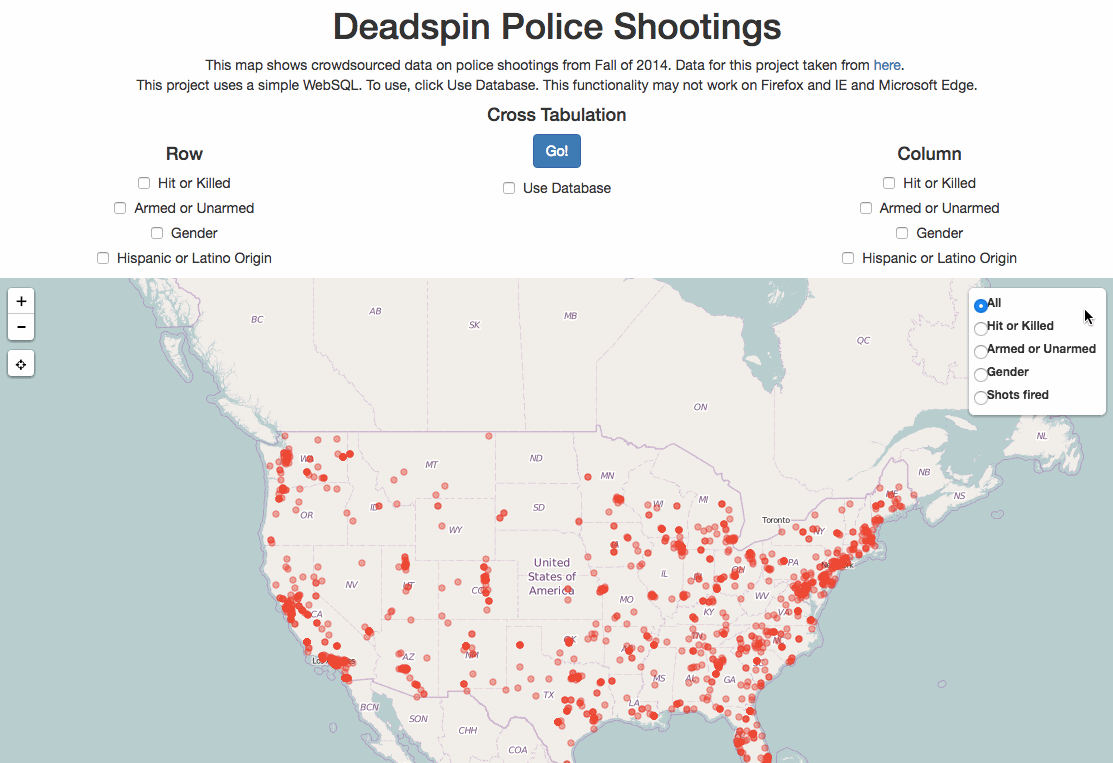 Deadspin Police Shootings
This map shows crowdsourced data on police shootings from Fall of 2014. Data for this project taken from here.
This project uses a simple WebSQL. To use, click Use Database. This functionality may not work on Firefox and IE and Microsoft Edge.
Cross Tabulation
Go!
Use Database
Row
Hit or Killed
Armed or Unarmed
Gender
Hispanic or Latino Origin
Column
Hit or Killed
Armed or Unarmed
Gender
Hispanic or Latino Origin
+
−
All
Hit or Killed
Armed or Unarmed
Gender
Shots fired
BC
AB
SK
MB
ON
QC
NL
NB
NS
WA
MT
ND
MN
WI
MI
ME
OR
ID
SD
WY
Toronto
NY
NV
UT
United
States of
America
IL
OH
PA
MO
WV
KY
VA
CA
AZ
NM
OK
TN
MS
GA
TX
LA
BCN
SON
CHH
COA